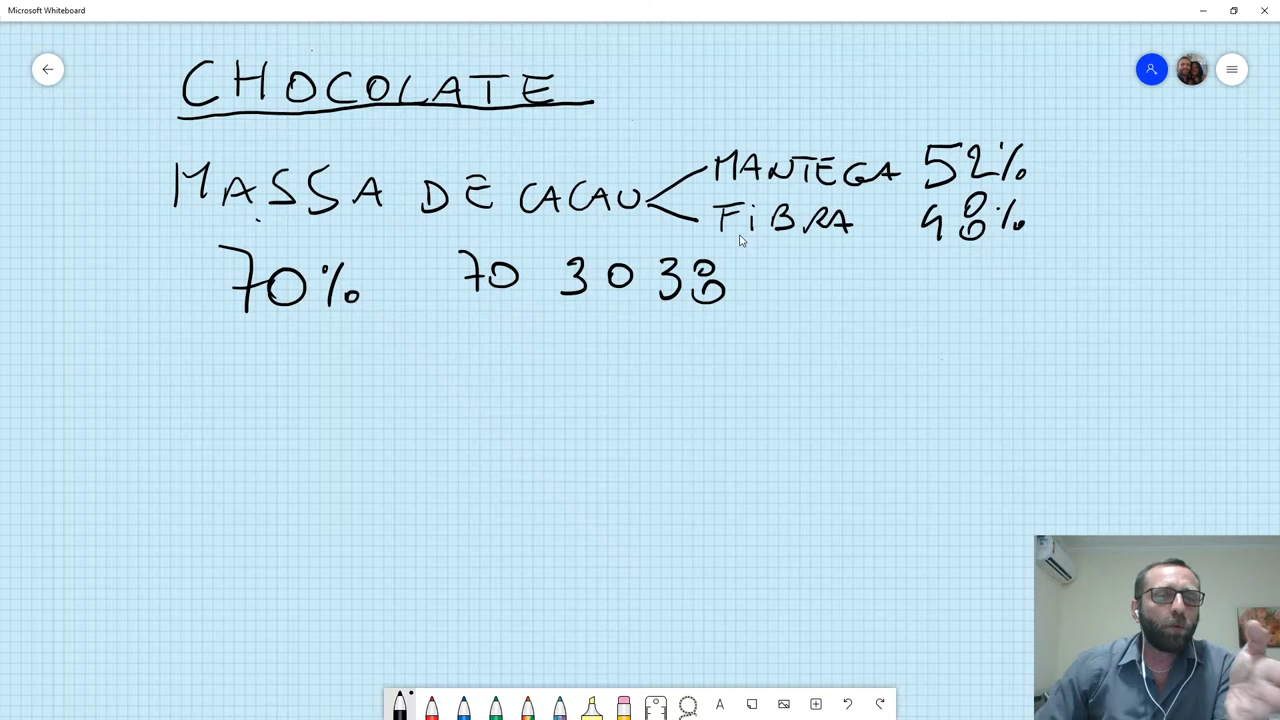 Microsoft Whiteboard
CHOCOLATE
MASSA DE CACAU
MANTEGA 52%
FIBRA 48%
70% 70 30 38